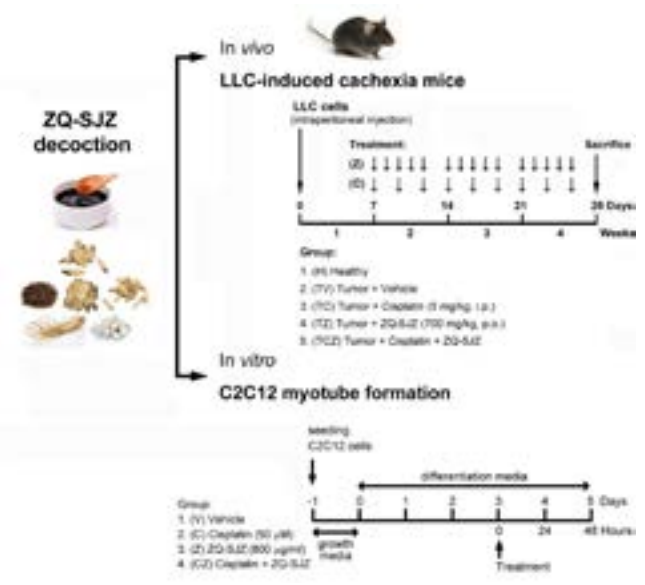 In vivo
LLC-induced cachexia mice
ZQ-SJZ
decoction
LLC cells
(intraperitoneal injection)
Treatment:
Sacrifice
(Z)
(C)
0 7 14 21 28 Days
1 2 3 4 Weeks
Group:
1. (H) Healthy
2. (TV) Tumor + Vehicle
3. (TC) Tumor + Cisplatin (3 mg/kg, i.p.)
4. (TZ) Tumor + ZQ-SJZ (700 mg/kg, p.o.)
5. (TCZ) Tumor + Cisplatin + ZQ-SJZ
In vitro
C2C12 myotube formation
seeding
C2C12 cells
differentiation media
-1 0 1 2 3 4 5 Days
0 24 48 Hours
growth
media
Treatment
Group
1. (V) Vehicle
2. (C) Cisplatin (50 μM)
3. (Z) ZQ-SJZ (800 μg/ml)
4. (CZ) Cisplatin + ZQ-SJZ